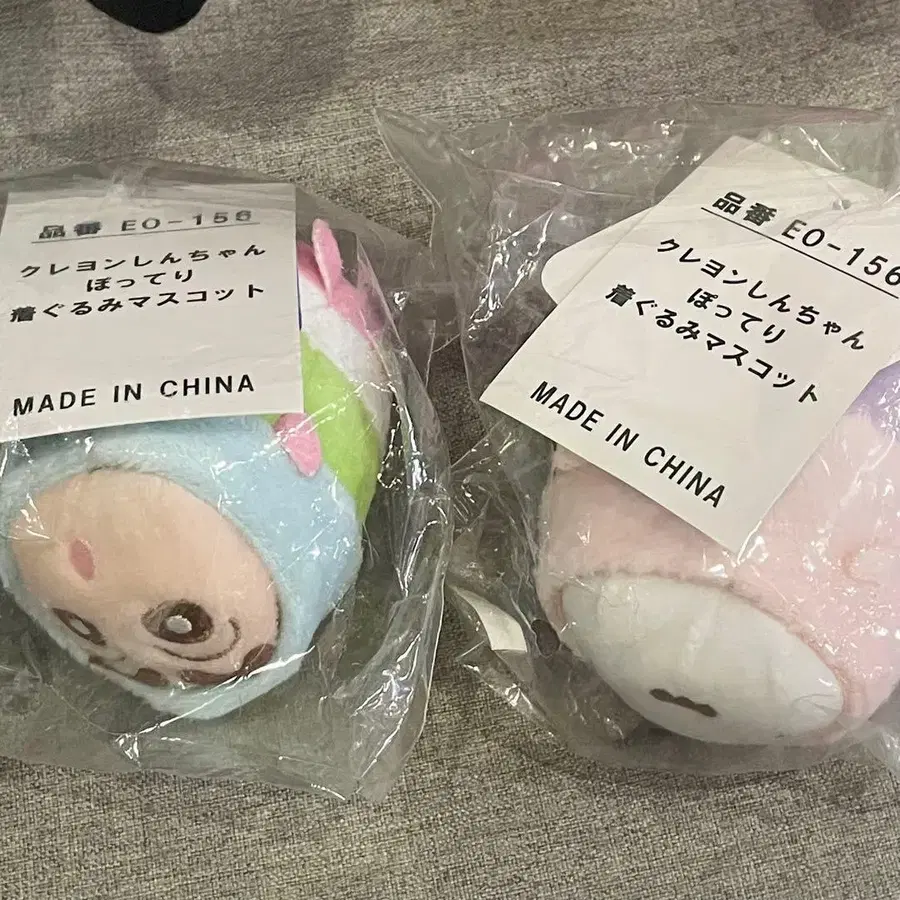 品番 EO-156
クレヨンしんちゃん
ぽってり
着ぐるみマスコット
MADE IN CHINA
品番 EO-156
クレヨンしんちゃん
ぽってり
着ぐるみマスコット
MADE IN CHINA